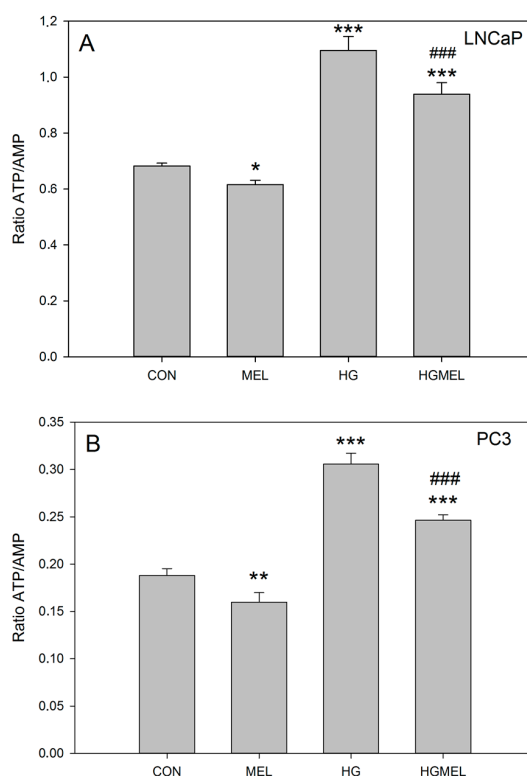 1,2
A
LNCaP
***
###
***
1,0
0.8
*
0.6
0.4
0.2
0.0
Ratio ATP/AMP
CON MEL HG HGMEL
0.35
B
PC3
***
0.30
###
***
0.25
0.20
**
0.15
0.10
0.05
0.00
Ratio ATP/AMP
CON MEL HG HGMEL